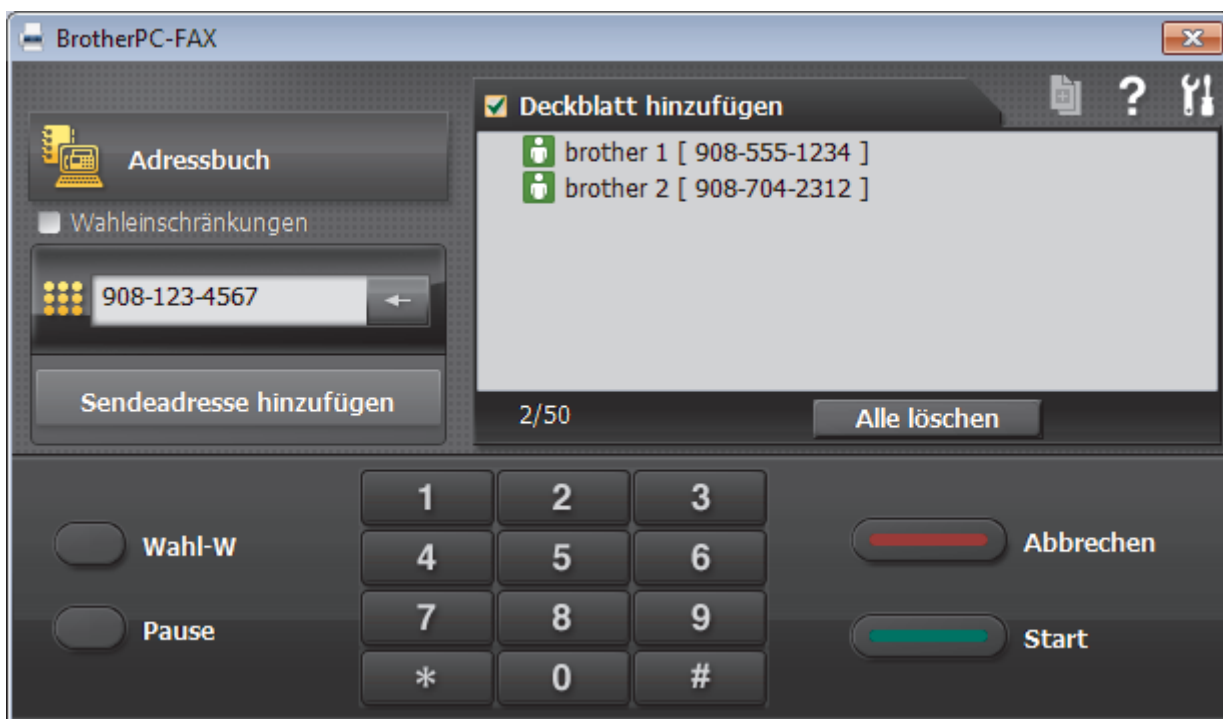 BrotherPC-FAX
Adressbuch
Wahleinschränkungen
908-123-4567
Sendeadresse hinzufügen
Deckblatt hinzufügen
?
brother 1 [ 908-555-1234 ]
brother 2 [ 908-704-2312 ]
2/50
Alle löschen
Wahl-W
Pause
1 2 3
4 5 6
7 8 9
* 0 #
Abbrechen
Start